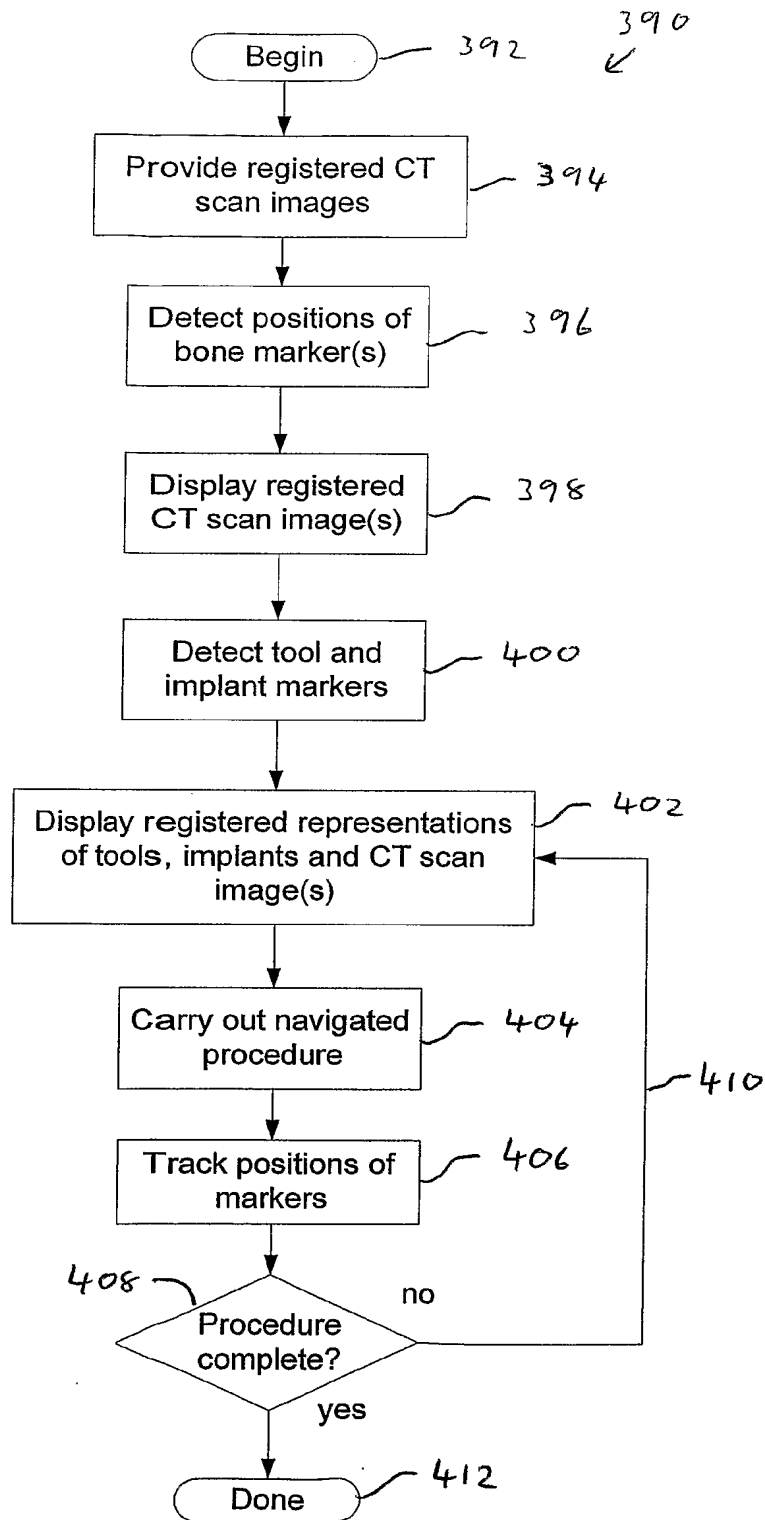 390
Begin
392
Provide registered CT
scan images
394
Detect positions of
bone marker(s)
396
Display registered
CT scan image(s)
398
Detect tool and
implant markers
400
402
Display registered representations
of tools, implants and CT scan
image(s)
Carry out navigated
procedure
404
410
Track positions of
markers
406
408
no
Procedure
complete?
yes
412
Done